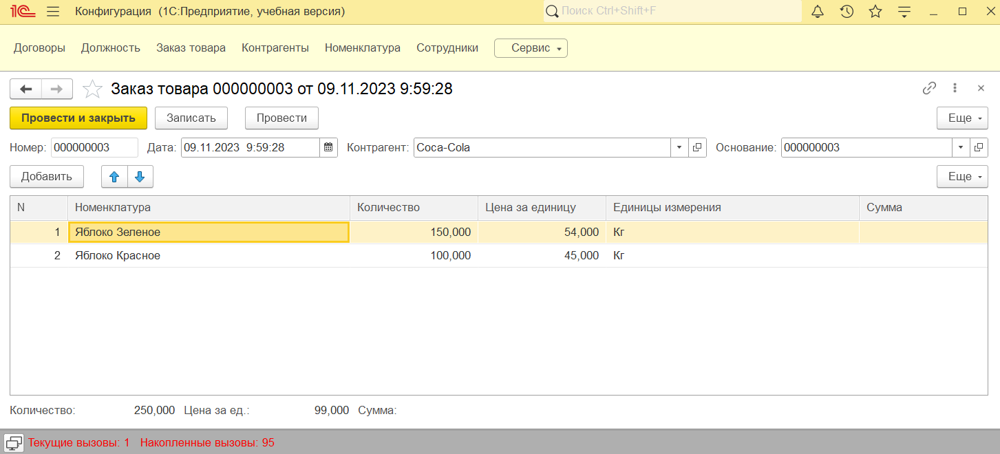 1С Конфигурация (1С:Предприятие, учебная версия) Поиск Ctrl+Shift+F
Договоры Должность Заказ товара Контрагенты Номенклатура Сотрудники Сервис
Заказ товара 000000003 от 09.11.2023 9:59:28
Провести и закрыть Записать Провести Еще
Номер: 000000003 Дата: 09.11.2023 9:59:28 Контрагент: Coca-Cola Основание: 000000003
Добавить Еще
N Номенклатура Количество Цена за единицу Единицы измерения Сумма
1 Яблоко Зеленое 150,000 54,000 Кг
2 Яблоко Красное 100,000 45,000 Кг
Количество: 250,000 Цена за ед.: 99,000 Сумма:
Текущие вызовы: 1 Накопленные вызовы: 95